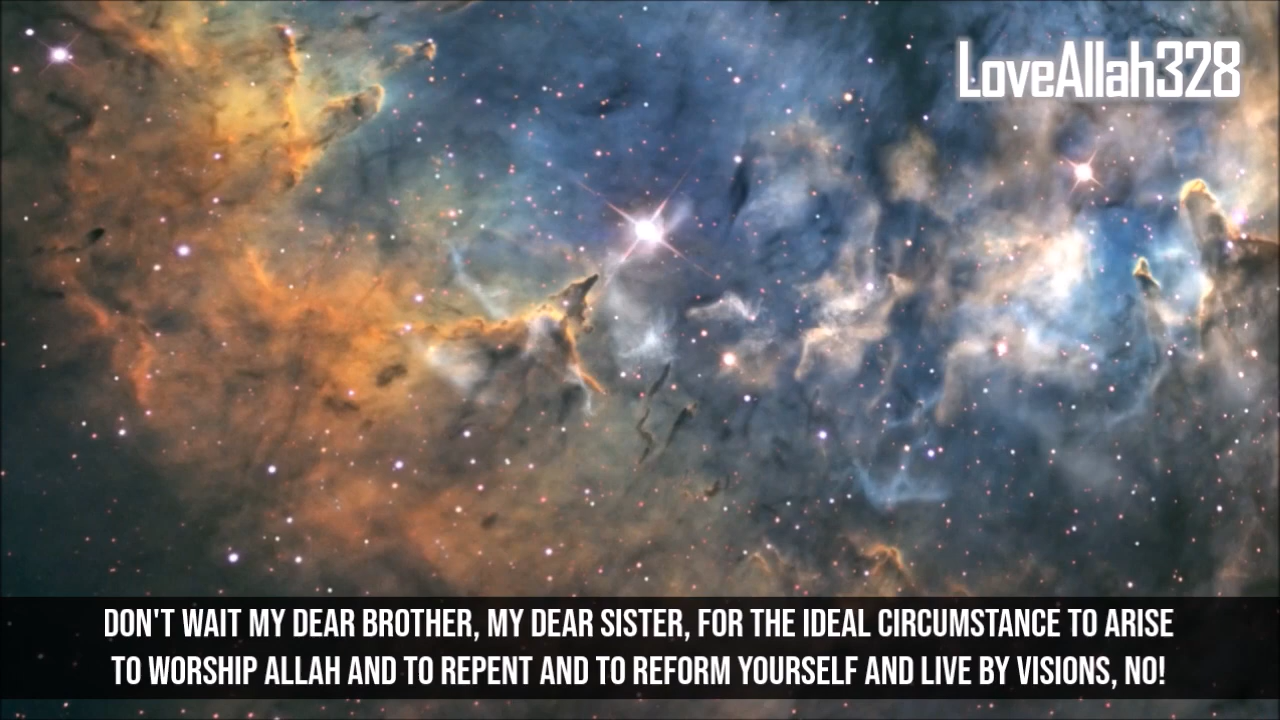 LoveAllah328
DON'T WAIT MY DEAR BROTHER, MY DEAR SISTER, FOR THE IDEAL CIRCUMSTANCE TO ARISE
TO WORSHIP ALLAH AND TO REPENT AND TO REFORM YOURSELF AND LIVE BY VISIONS, NO!